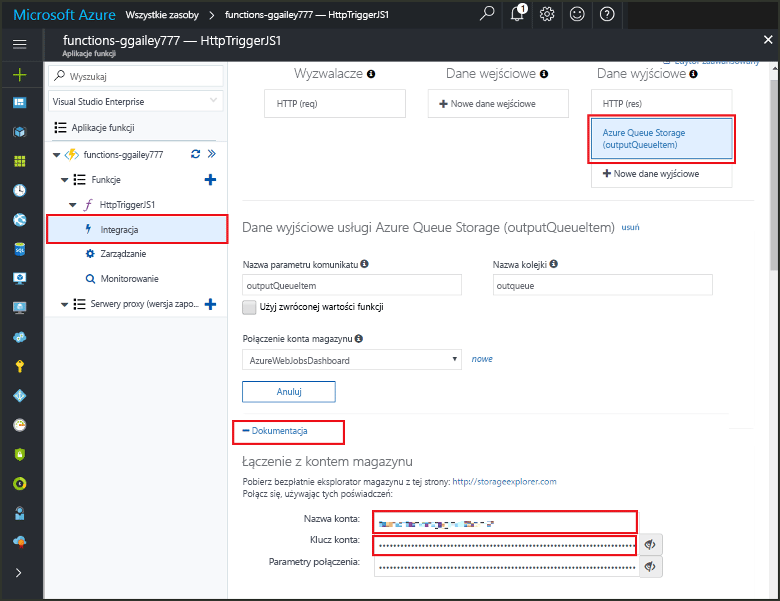 Microsoft Azure Wszystkie zasoby > functions-ggailey777 — HttpTriggerJS1
1
functions-ggailey777 — HttpTriggerJS1
Aplikacje funkcji
Wyszukaj
Visual Studio Enterprise
Aplikacje funkcji
functions-ggailey777
Funkcje
HttpTriggerJS1
Integracja
Zarządzanie
Monitorowanie
Serwery proxy (wersja zapo...
Wyzwalacze
HTTP (req)
Dane wejściowe
Nowe dane wejściowe
Dane wyjściowe
HTTP (res)
Azure Queue Storage
(outputQueueItem)
Nowe dane wyjściowe
Dane wyjściowe usługi Azure Queue Storage (outputQueueItem) usuń
Nazwa parametru komunikatu
outputQueueItem
Użyj zwróconej wartości funkcji
Nazwa kolejki
outqueue
Połączenie konta magazynu
AzureWebJobsDashboard
nowe
Anuluj
Dokumentacja
Łączenie z kontem magazynu
Pobierz bezpłatnie eksplorator magazynu z tej strony: http://storageexplorer.com
Połącz się, używając tych poświadczeń:
Nazwa konta:
Klucz konta:
Parametry połączenia: